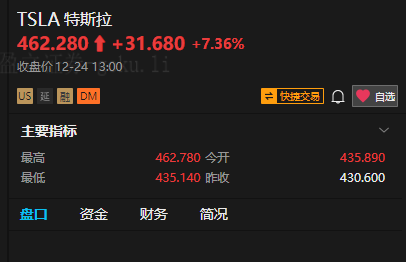 TSLA 特斯拉
462.280 ↑ +31.680 +7.36%
收盘价 12-24 13:00
US 延 融 DM 快捷交易 自选
主要指标
最高 462.780 今开 435.890
最低 435.140 昨收 430.600
盘口 资金 财务 简况